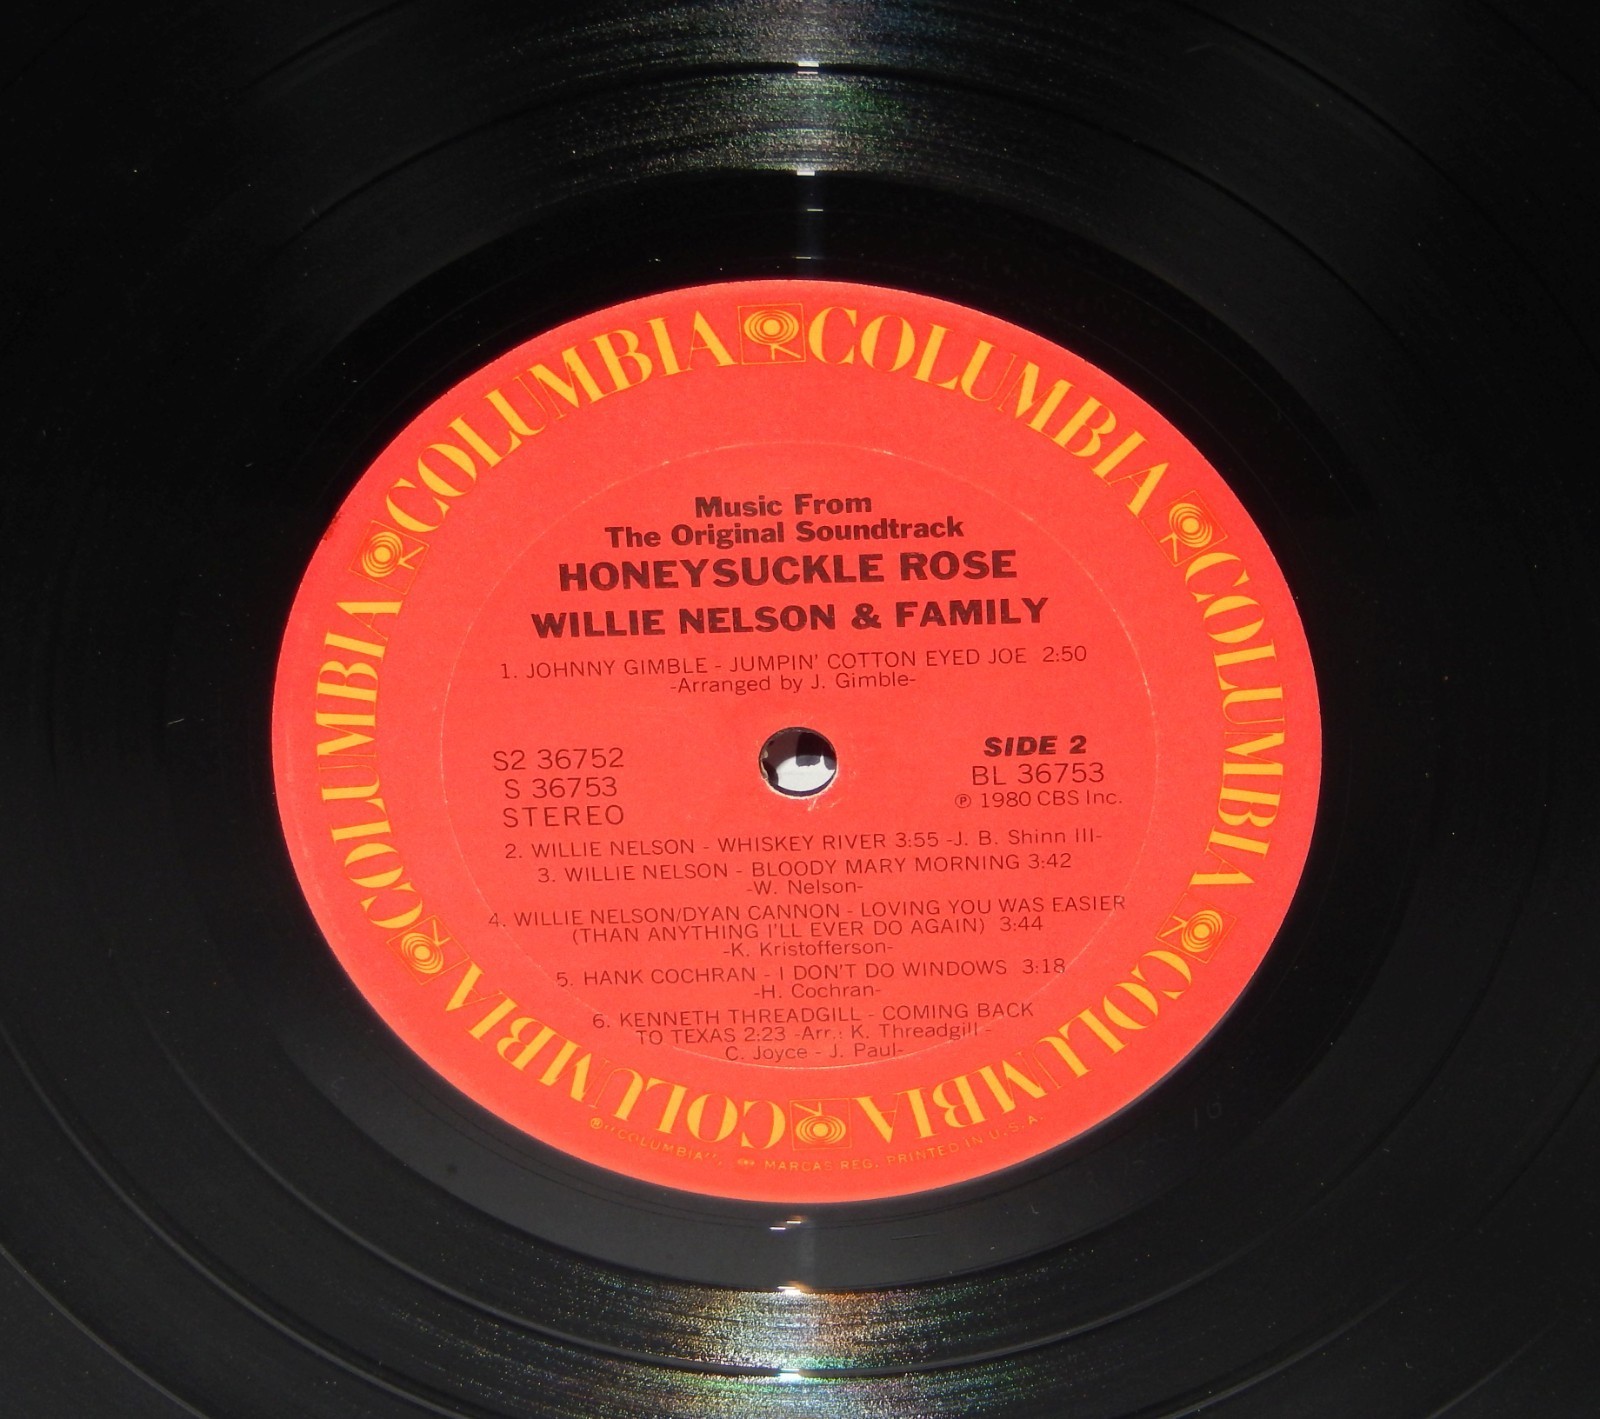 COLUMBIA COLUMBIA COLUMBIA COLUMBIA COLUMBIA COLUMBIA
Music From
The Original Soundtrack
HONEYSUCKLE ROSE
WILLIE NELSON & FAMILY
1. JOHNNY GIMBLE - JUMPIN' COTTON EYED JOE 2:50
-Arranged by J. Gimble-
S2 36752
S 36753
STEREO
SIDE 2
BL 36753
℗ 1980 CBS Inc.
2. WILLIE NELSON - WHISKEY RIVER 3:55 -J. B. Shinn III-
3. WILLIE NELSON - BLOODY MARY MORNING 3:42
-W. Nelson-
4. WILLIE NELSON/DYAN CANNON - LOVING YOU WAS EASIER
(THAN ANYTHING I'LL EVER DO AGAIN) 3:44
-K. Kristofferson-
5. HANK COCHRAN - I DON'T DO WINDOWS 3:18
-H. Cochran-
6. KENNETH THREADGILL - COMING BACK
TO TEXAS 2:23 -Arr.: K. Threadgill -
C. Joyce - J. Paul-
® "COLUMBIA", MARCAS REG. PRINTED IN U.S.A.